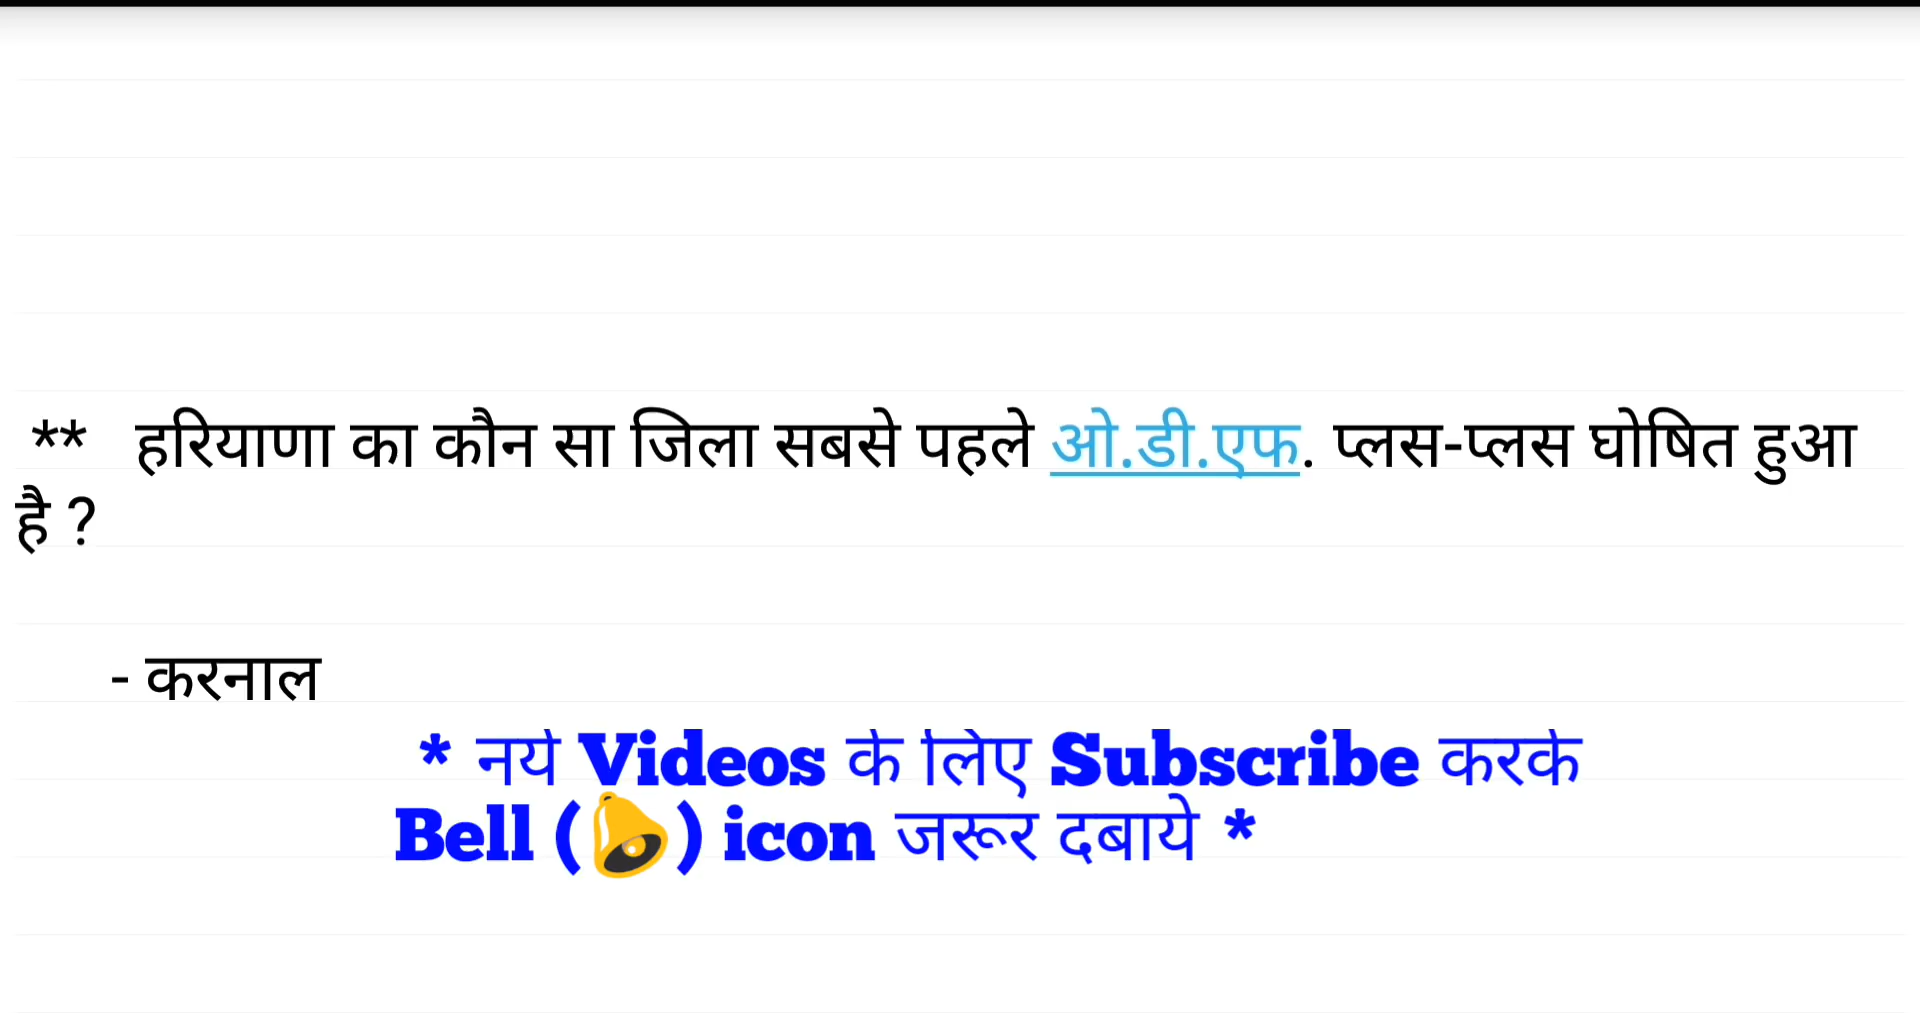 ** हरियाणा का कौन सा जिला सबसे पहले ओ.डी.एफ. प्लस-प्लस घोषित हुआ
है ?
- करनाल
* नये Videos के लिए Subscribe करके
Bell (🔔) icon जरूर दबाये *